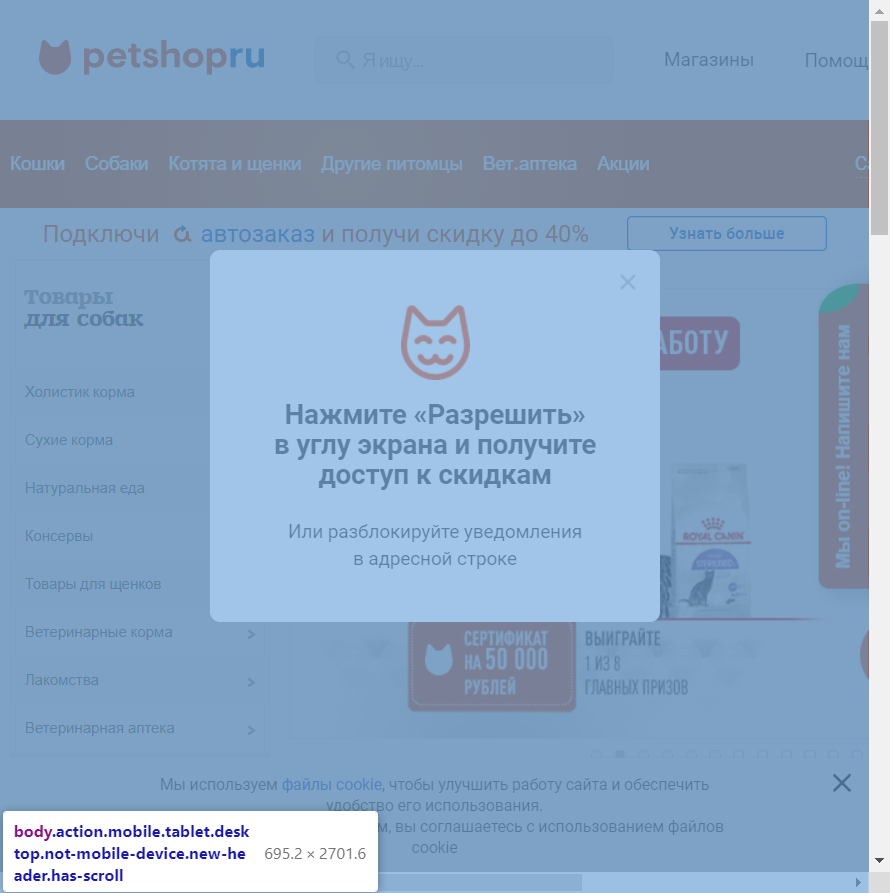 petshopru
Я ищу...
Магазины
Помощ
Кошки
Собаки
Котята и щенки
Другие питомцы
Вет.аптека
Акции
Са
Подключи автозаказ и получи скидку до 40%
Узнать больше
Товары
для собак
Холистик корма
Сухие корма
Натуральная еда
Консервы
Товары для щенков
Ветеринарные корма
Лакомства
Ветеринарная аптека
Нажмите «Разрешить»
в углу экрана и получите
доступ к скидкам
Или разблокируйте уведомления
в адресной строке
АБОТУ
ROYAL CANIN
Мы on-line! Напишите нам
СЕРТИФИКАТ
НА 50 000
РУБЛЕЙ
ВЫИГРАЙТЕ
1 ИЗ 8
ГЛАВНЫХ ПРИЗОВ
Мы используем файлы cookie, чтобы улучшить работу сайта и обеспечить
удобство его использования.
м, вы соглашаетесь с использованием файлов
cookie
body.action.mobile.tablet.desk
top.not-mobile-device.new-he
ader.has-scroll
695.2 × 2701.6